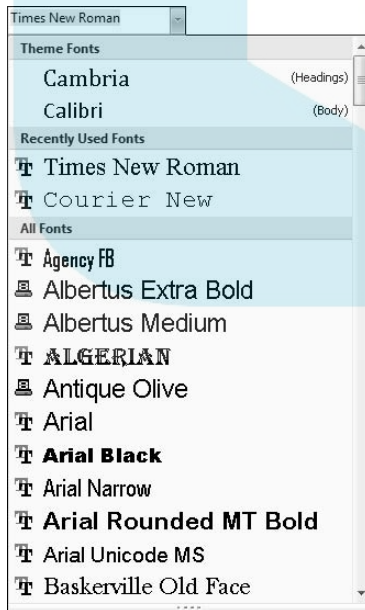 Times New Roman
Theme Fonts
Cambria (Headings)
Calibri (Body)
Recently Used Fonts
Times New Roman
Courier New
All Fonts
Agency FB
Albertus Extra Bold
Albertus Medium
ALGERIAN
Antique Olive
Arial
Arial Black
Arial Narrow
Arial Rounded MT Bold
Arial Unicode MS
Baskerville Old Face